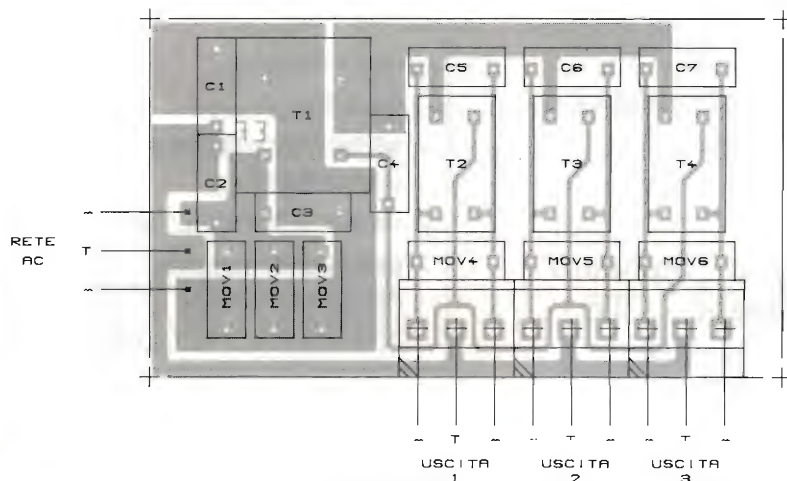 C5 C6 C7
C1
T1
T2 T3 T4
C4
C2
C3
~
RETE AC
T
~
MOV1 MOV2 MOV3
MOV4 MOV5 MOV6
~ T ~ ~ T ~ ~ T ~
USCITA 1
USCITA 2
USCITA 3